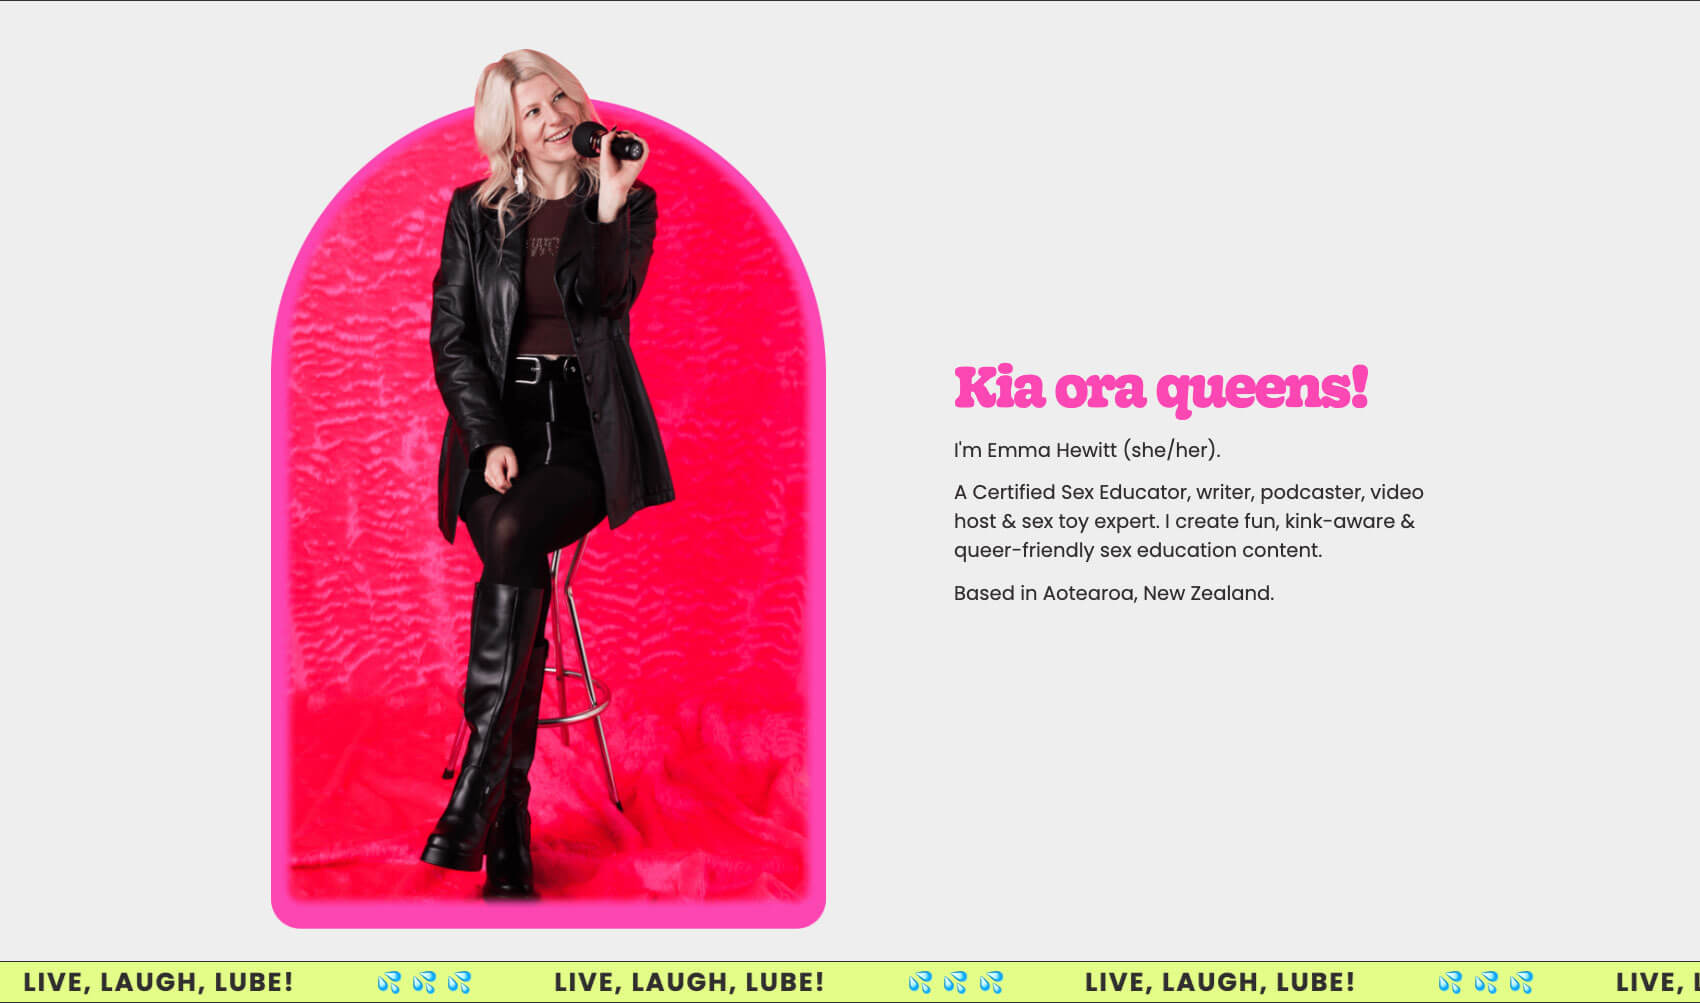 Kia ora queens!
I'm Emma Hewitt (she/her).
A Certified Sex Educator, writer, podcaster, video
host & sex toy expert. I create fun, kink-aware &
queer-friendly sex education content.
Based in Aotearoa, New Zealand.
LIVE, LAUGH, LUBE! 💦💦💦 LIVE, LAUGH, LUBE! 💦💦💦 LIVE, LAUGH, LUBE! 💦💦💦 LIVE, L